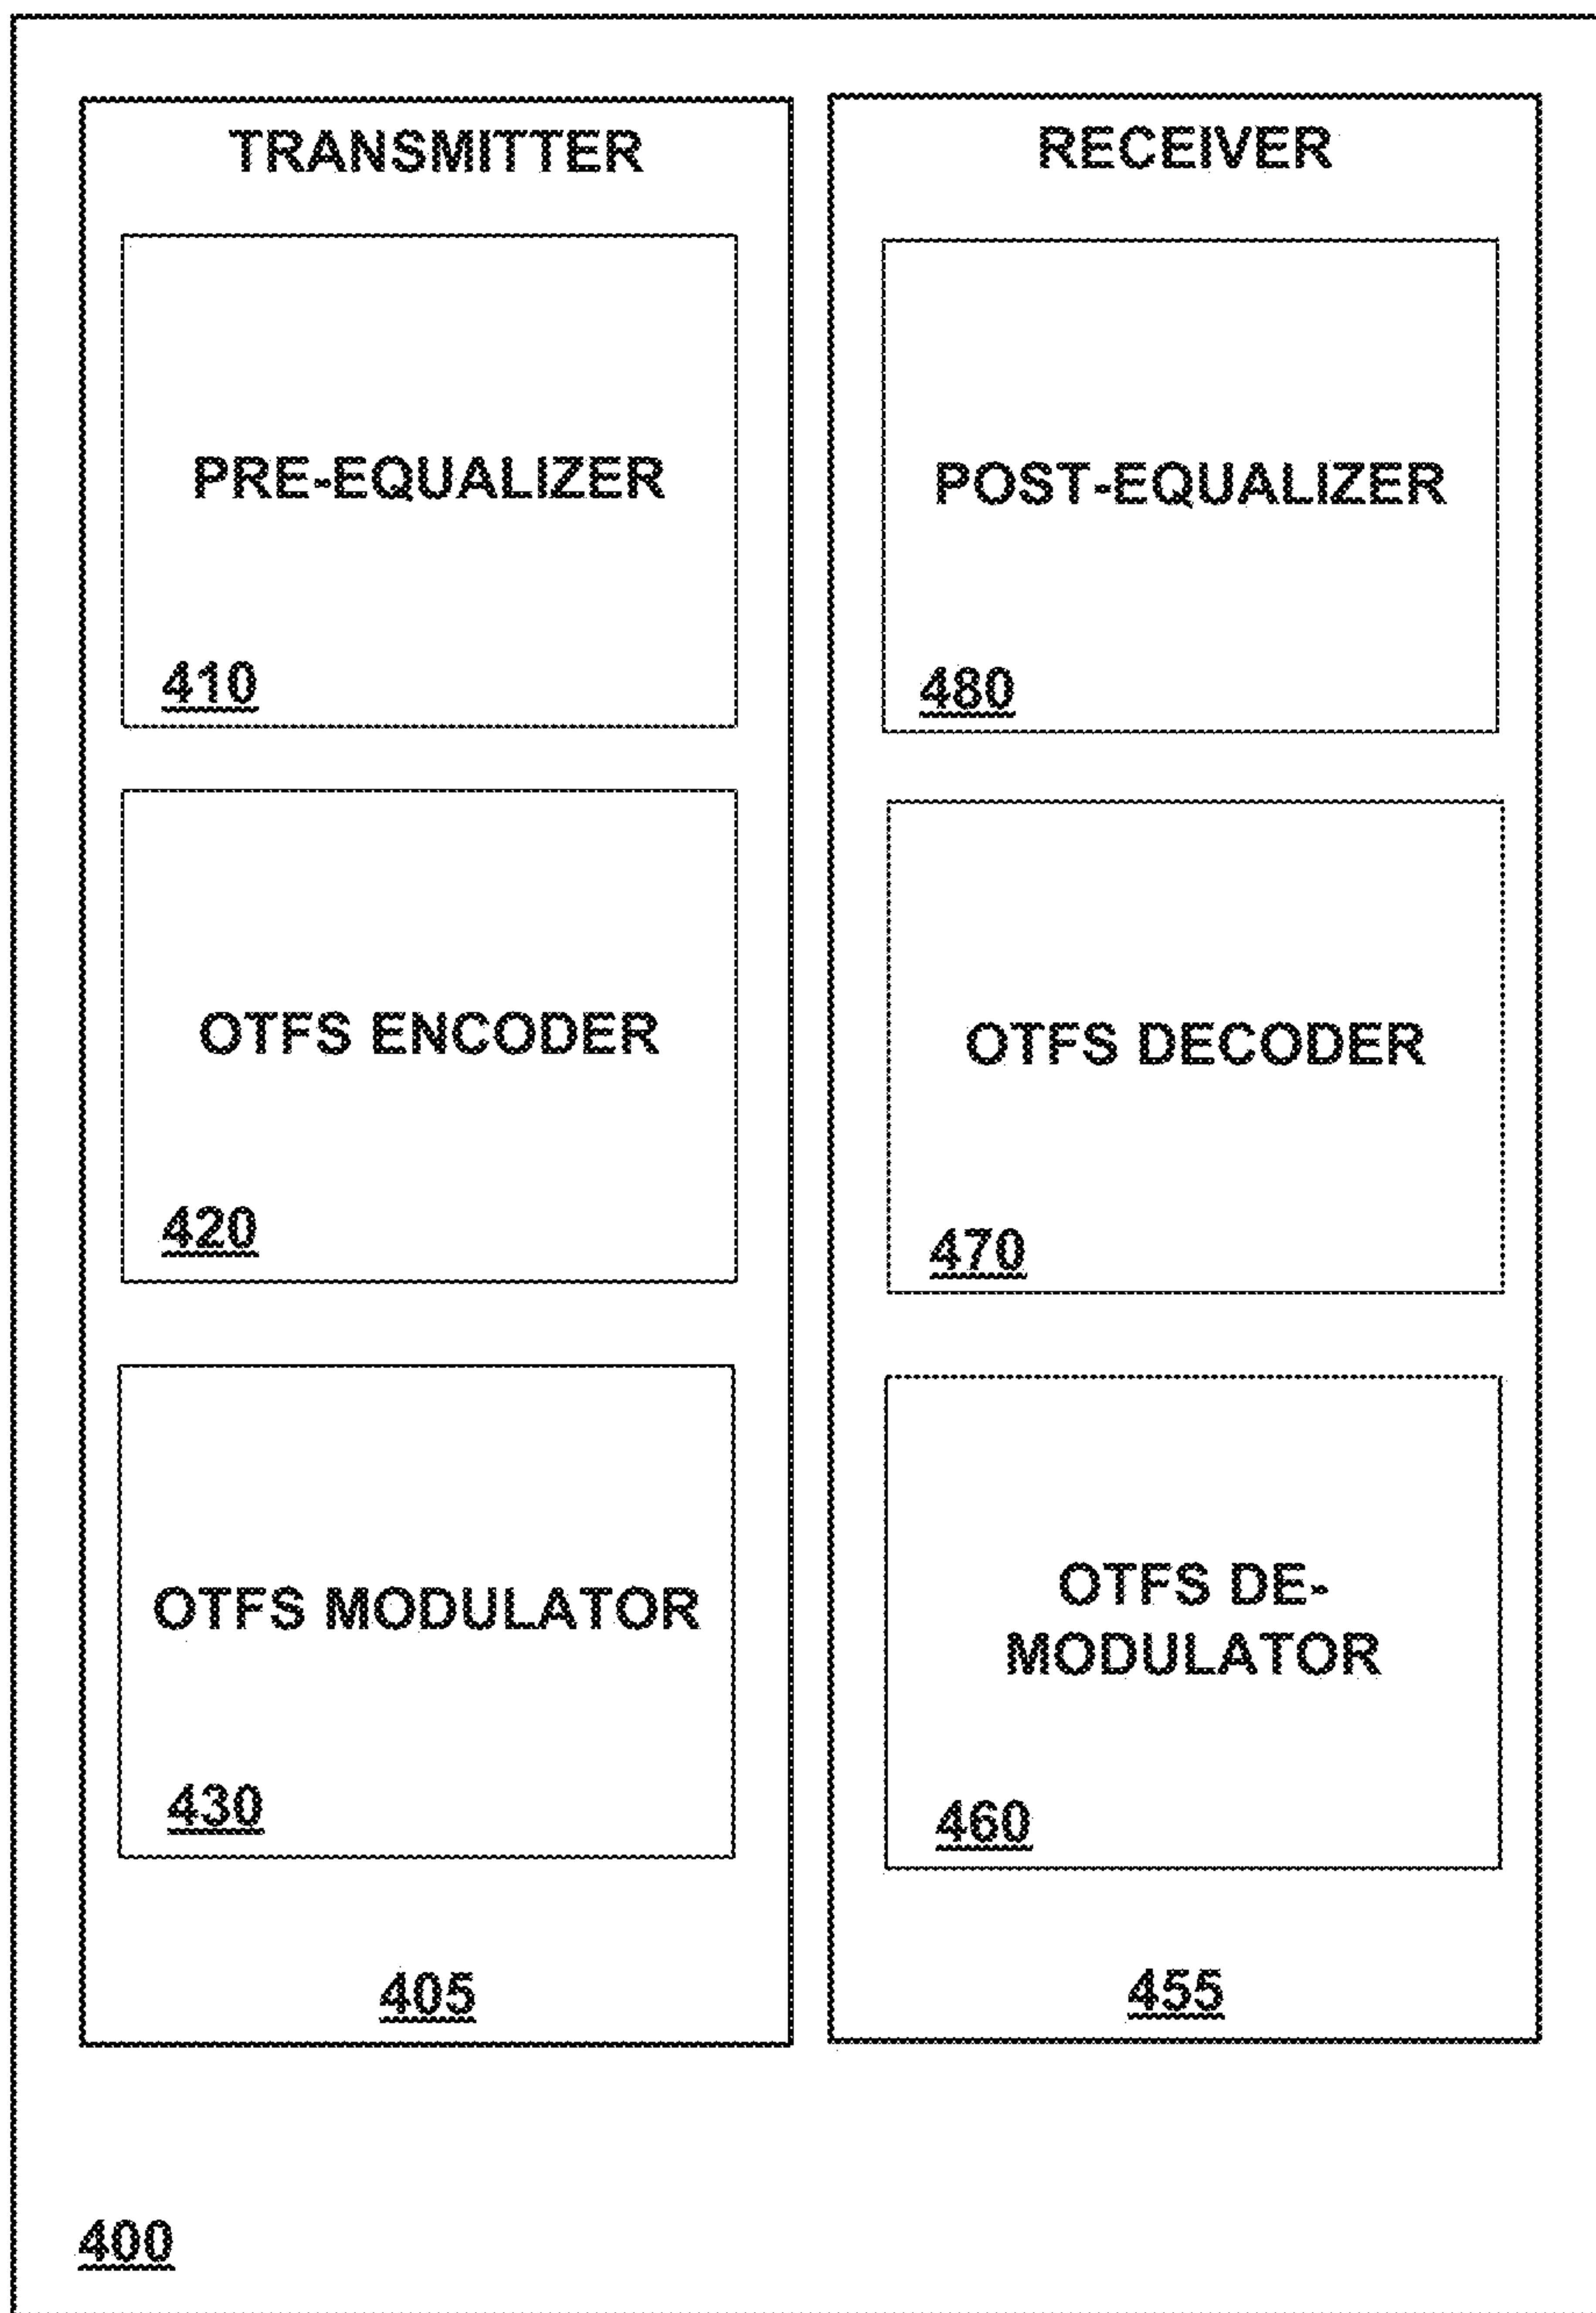 TRANSMITTER
PRE-EQUALIZER
410
OTFS ENCODER
420
OTFS MODULATOR
430
405
RECEIVER
POST-EQUALIZER
480
OTFS DECODER
470
OTFS DE-
MODULATOR
460
455
400